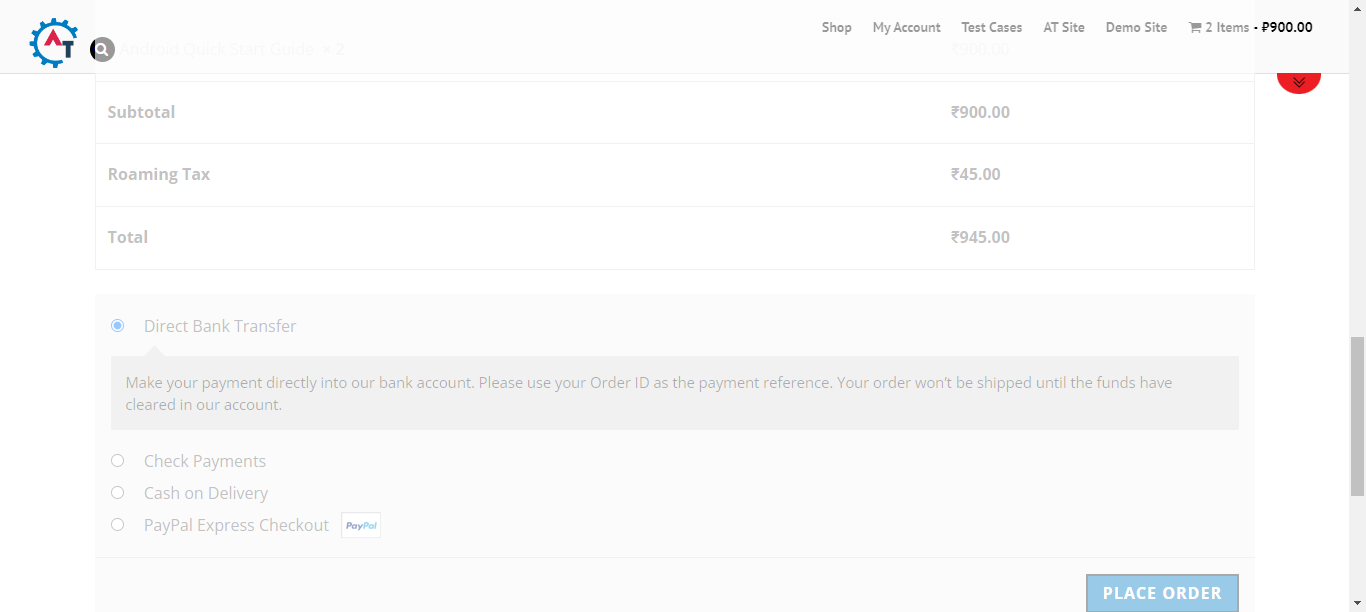 Shop My Account Test Cases AT Site Demo Site 2 Items - ₹900.00
AT
Android Quick Start Guide × 2 ₹900.00
Subtotal ₹900.00
Roaming Tax ₹45.00
Total ₹945.00
Direct Bank Transfer
Make your payment directly into our bank account. Please use your Order ID as the payment reference. Your order won't be shipped until the funds have
cleared in our account.
Check Payments
Cash on Delivery
PayPal Express Checkout PayPal
PLACE ORDER